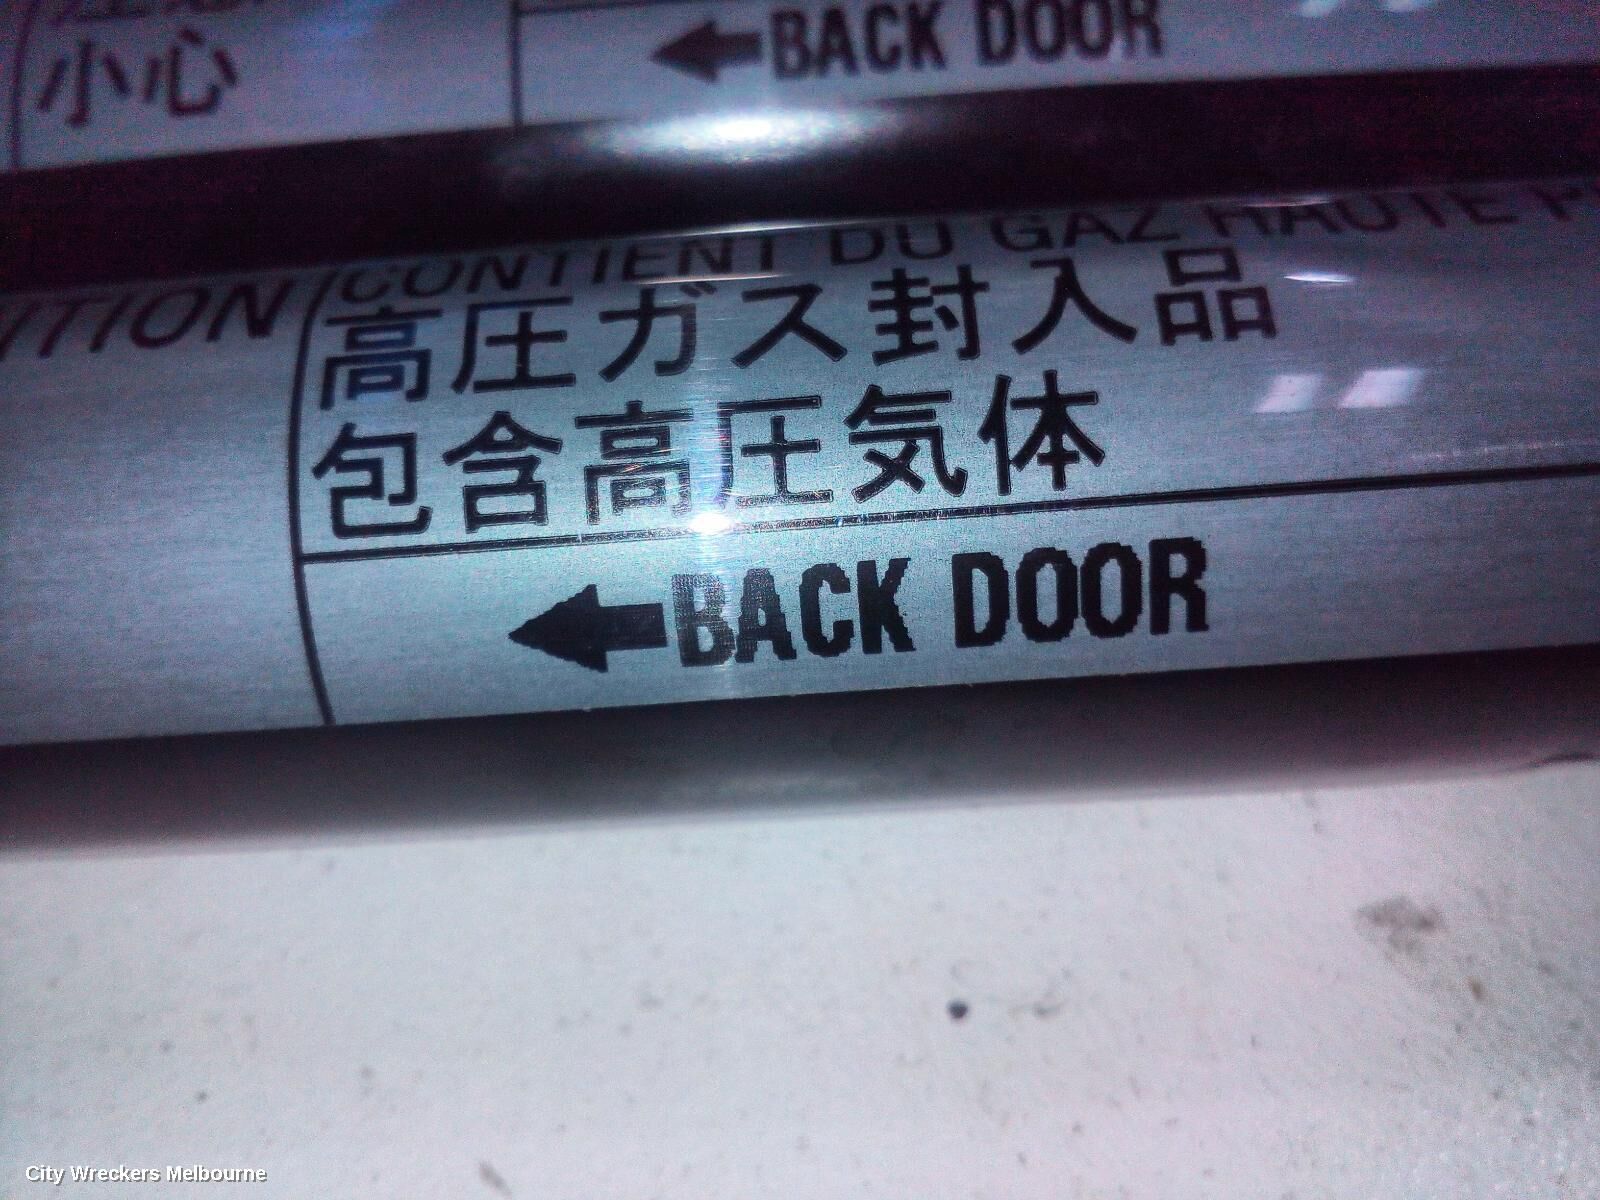 小心
←BACK DOOR
CONTIENT DU GAZ HAUTE
高圧ガス封入品
包含高圧気体
←BACK DOOR
City Wreckers Melbourne